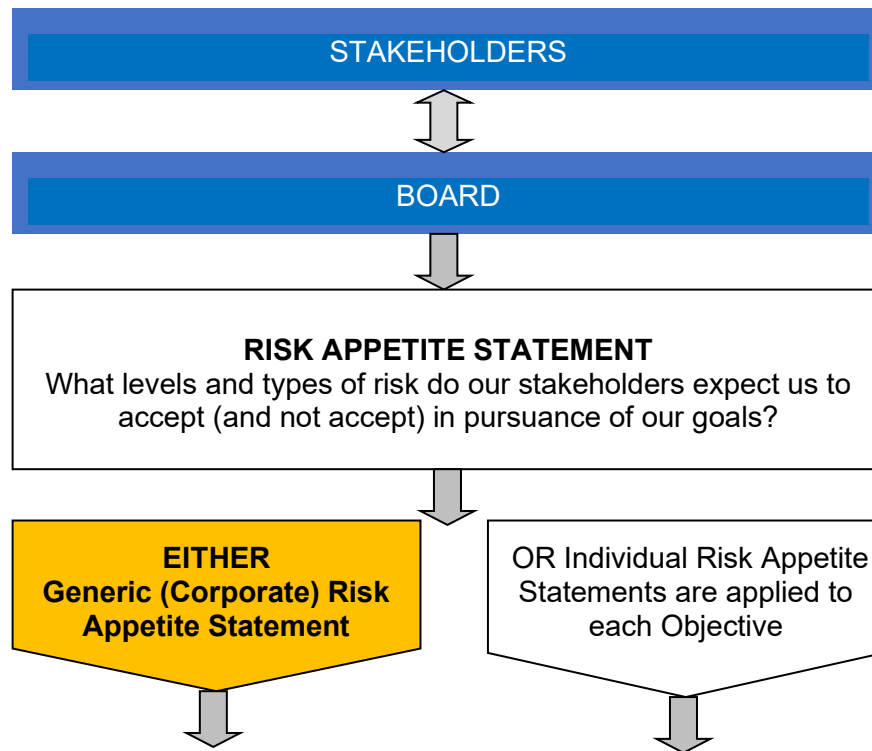 STAKEHOLDERS
BOARD
RISK APPETITE STATEMENT
What levels and types of risk do our stakeholders expect us to
accept (and not accept) in pursuance of our goals?
EITHER
Generic (Corporate) Risk
Appetite Statement
OR Individual Risk Appetite
Statements are applied to
each Objective